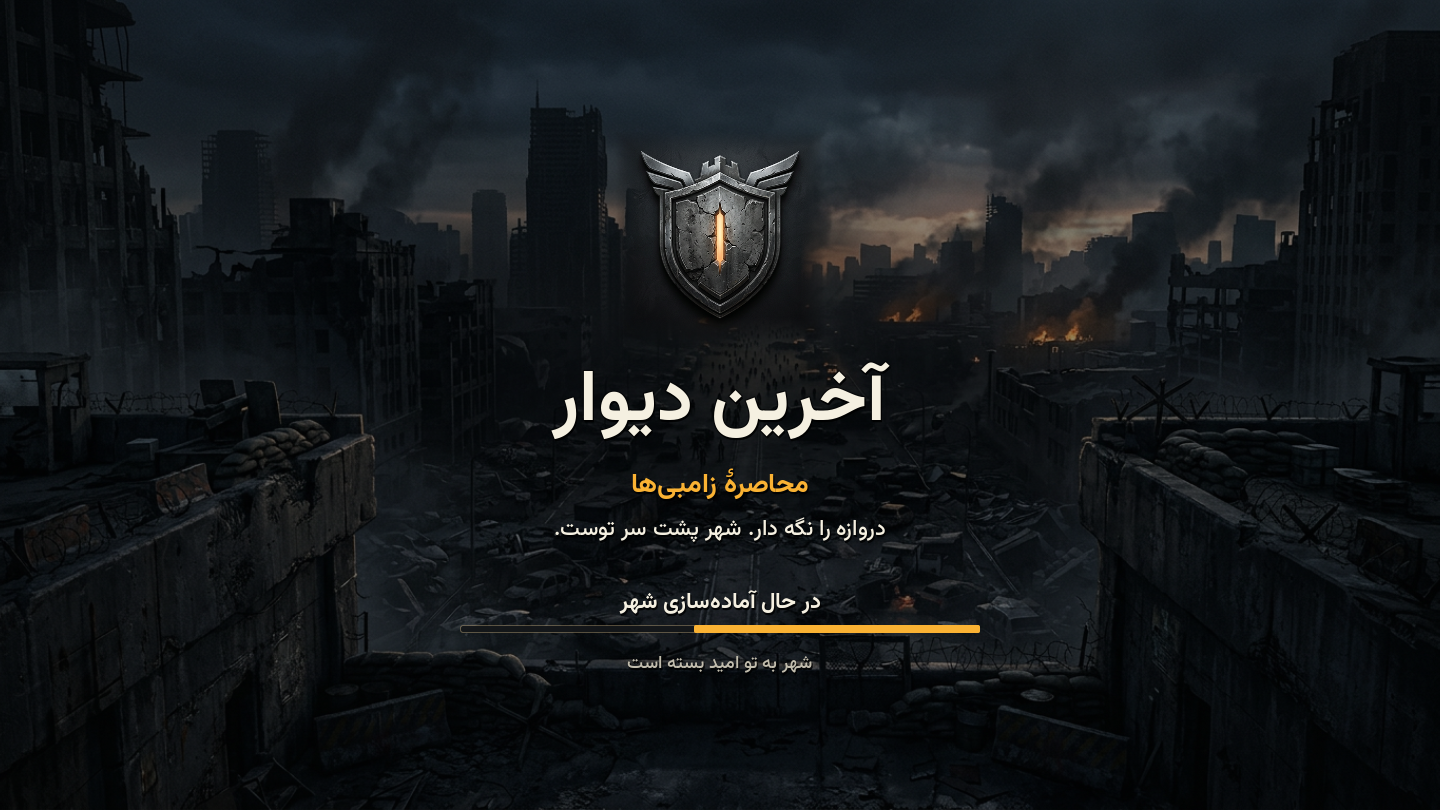 آخرین دیوار
محاصرهٔ زامبی‌ها
دروازه را نگه دار. شهر پشت سر توست.
در حال آماده‌سازی شهر
شهر به تو امید بسته است